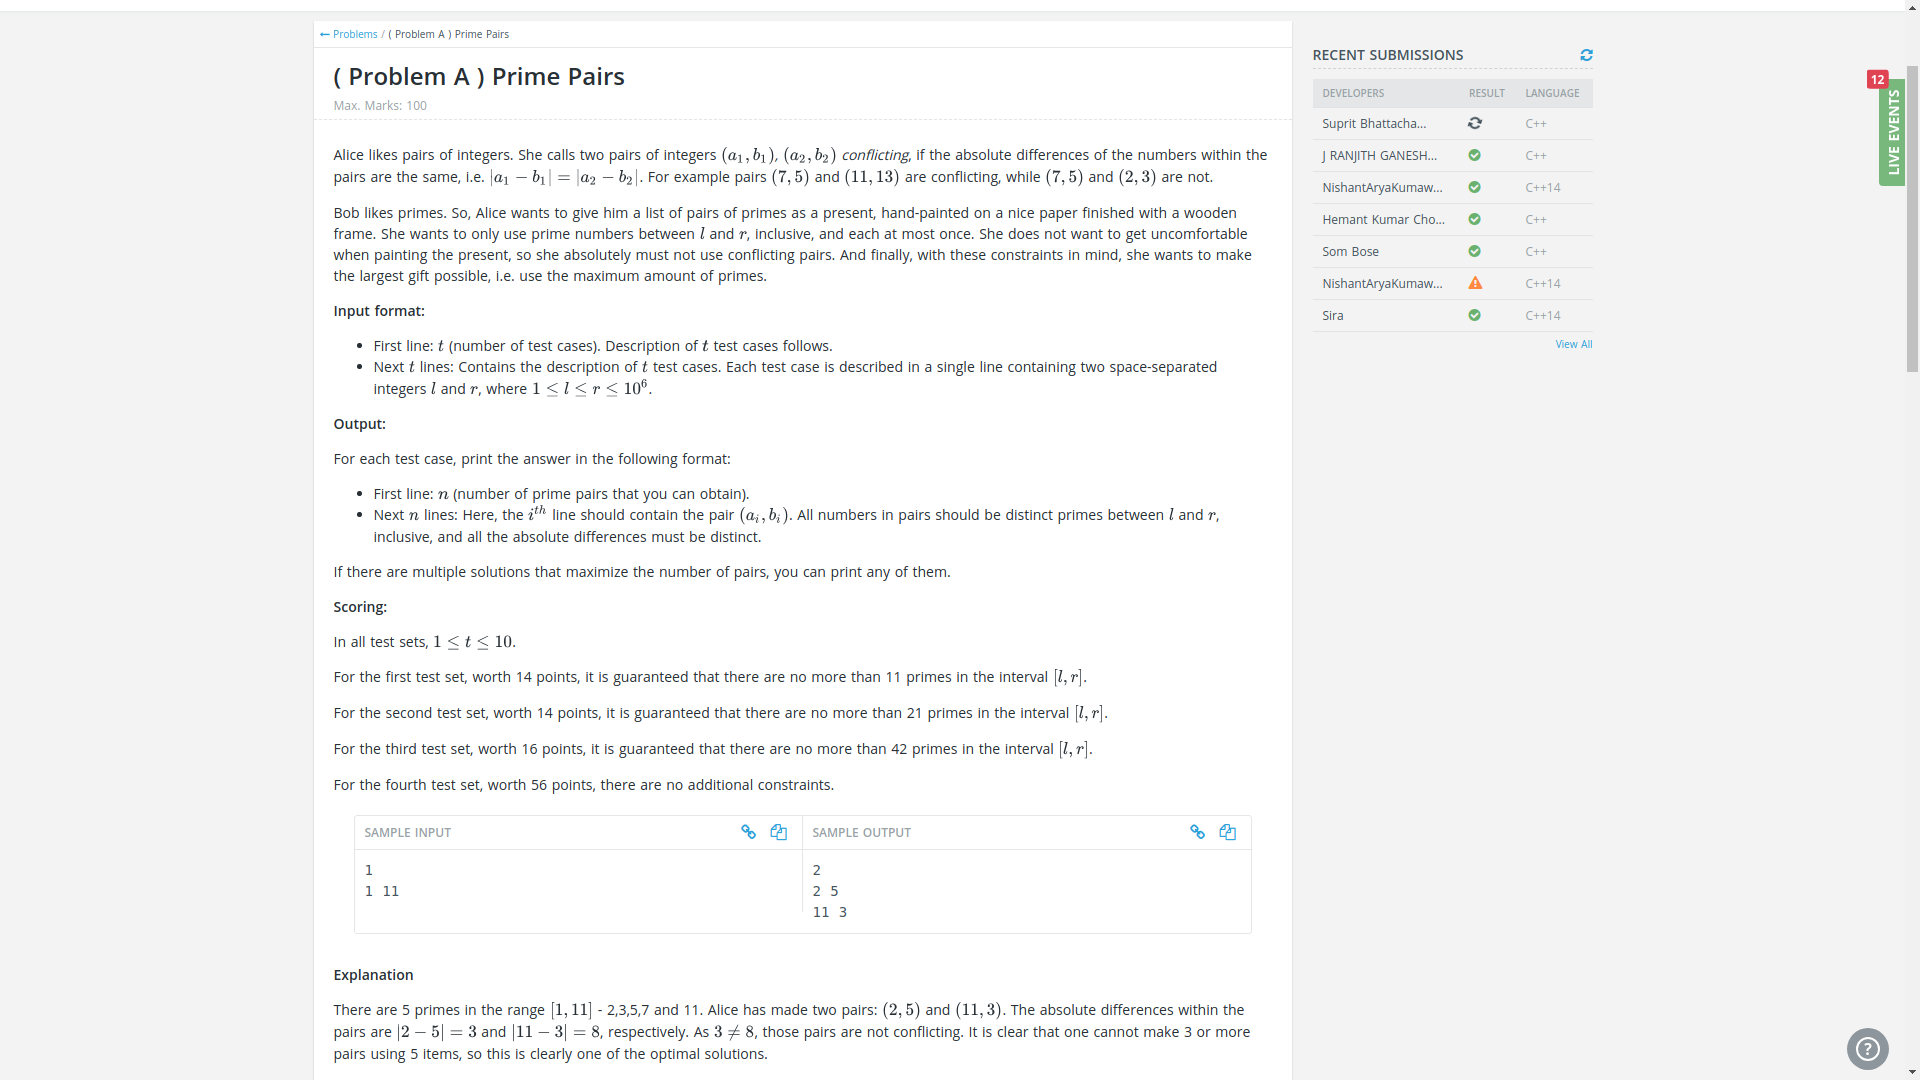 Problems / ( Problem A ) Prime Pairs
( Problem A ) Prime Pairs
Max. Marks: 100
Alice likes pairs of integers. She calls two pairs of integers (a₁, b₁), (a₂, b₂) conflicting, if the absolute differences of the numbers within the
pairs are the same, i.e. |a₁ − b₁| = |a₂ − b₂|. For example pairs (7, 5) and (11, 13) are conflicting, while (7, 5) and (2, 3) are not.
Bob likes primes. So, Alice wants to give him a list of pairs of primes as a present, hand-painted on a nice paper finished with a wooden
frame. She wants to only use prime numbers between l and r, inclusive, and each at most once. She does not want to get uncomfortable
when painting the present, so she absolutely must not use conflicting pairs. And finally, with these constraints in mind, she wants to make
the largest gift possible, i.e. use the maximum amount of primes.
Input format:
• First line: t (number of test cases). Description of t test cases follows.
• Next t lines: Contains the description of t test cases. Each test case is described in a single line containing two space-separated
integers l and r, where 1 ≤ l ≤ r ≤ 10⁶.
Output:
For each test case, print the answer in the following format:
• First line: n (number of prime pairs that you can obtain).
• Next n lines: Here, the iᵗʰ line should contain the pair (aᵢ, bᵢ). All numbers in pairs should be distinct primes between l and r,
inclusive, and all the absolute differences must be distinct.
If there are multiple solutions that maximize the number of pairs, you can print any of them.
Scoring:
In all test sets, 1 ≤ t ≤ 10.
For the first test set, worth 14 points, it is guaranteed that there are no more than 11 primes in the interval [l, r].
For the second test set, worth 14 points, it is guaranteed that there are no more than 21 primes in the interval [l, r].
For the third test set, worth 16 points, it is guaranteed that there are no more than 42 primes in the interval [l, r].
For the fourth test set, worth 56 points, there are no additional constraints.
SAMPLE INPUT
1
1 11
SAMPLE OUTPUT
2
2 5
11 3
Explanation
There are 5 primes in the range [1, 11] - 2,3,5,7 and 11. Alice has made two pairs: (2, 5) and (11, 3). The absolute differences within the
pairs are |2 − 5| = 3 and |11 − 3| = 8, respectively. As 3 ≠ 8, those pairs are not conflicting. It is clear that one cannot make 3 or more
pairs using 5 items, so this is clearly one of the optimal solutions.
RECENT SUBMISSIONS
DEVELOPERS RESULT LANGUAGE
Suprit Bhattacha... C++
J RANJITH GANESH... C++
NishantAryaKumaw... C++14
Hemant Kumar Cho... C++
Som Bose C++
NishantAryaKumaw... C++14
Sira C++14
View All
12
LIVE EVENTS
?